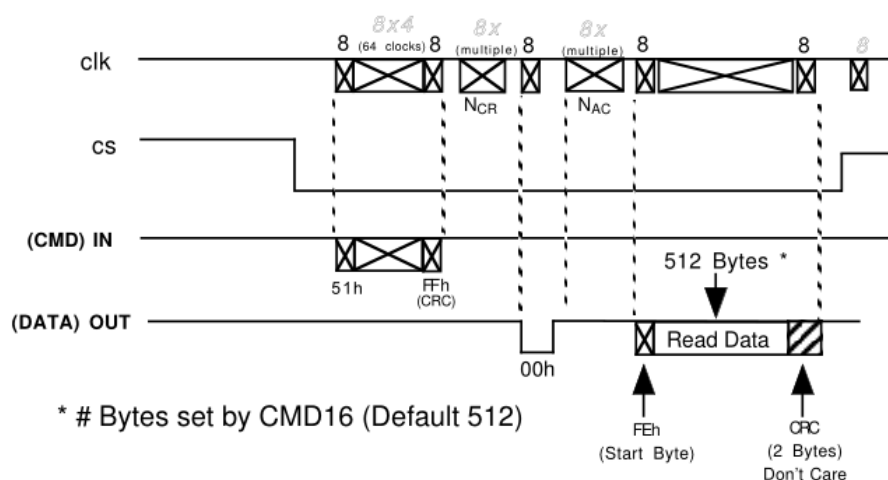 8x4 8x 8x
8 (64 clocks) 8 (multiple) 8 (multiple) 8 8 8
clk
NCR NAC
cs
(CMD) IN
51h FFh
(CRC)
512 Bytes *
(DATA) OUT
Read Data
00h
* # Bytes set by CMD16 (Default 512)
FEh
(Start Byte)
CRC
(2 Bytes)
Don't Care